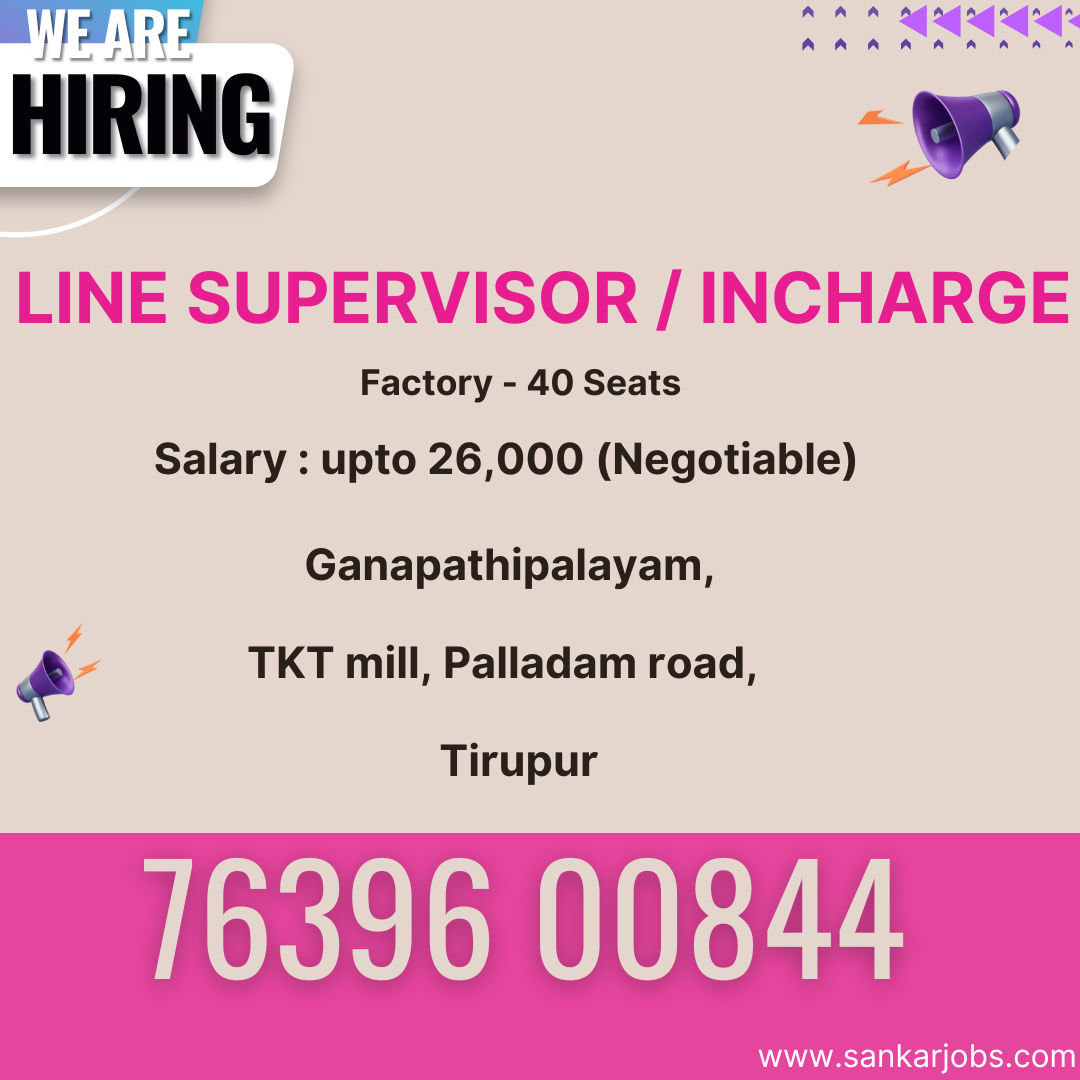 WE ARE
HIRING
LINE SUPERVISOR / INCHARGE
Factory - 40 Seats
Salary : upto 26,000 (Negotiable)
Ganapathipalayam,
TKT mill, Palladam road,
Tirupur
76396 00844
www.sankarjobs.com